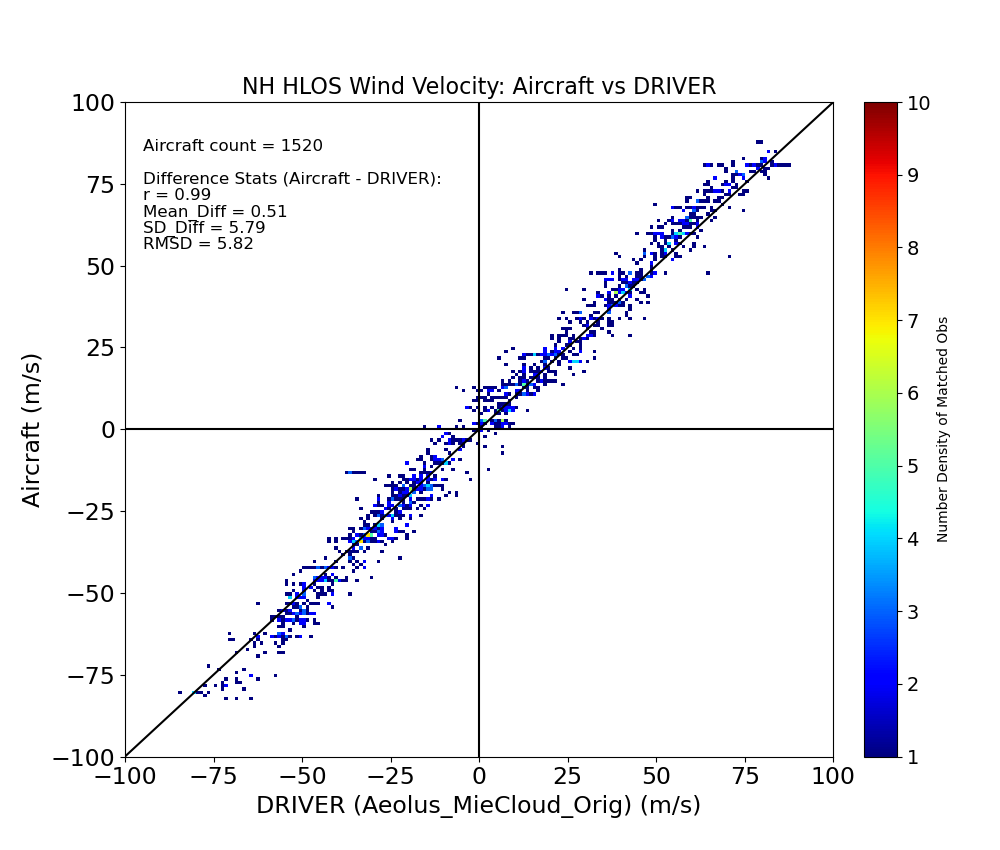 NH HLOS Wind Velocity: Aircraft vs DRIVER
Aircraft count = 1520
Difference Stats (Aircraft - DRIVER):
r = 0.99
Mean_Diff = 0.51
SD_Diff = 5.79
RMSD = 5.82
100
75
50
25
0
−25
−50
−75
−100
Aircraft (m/s)
−100
−75
−50
−25
0
25
50
75
100
DRIVER (Aeolus_MieCloud_Orig) (m/s)
10
9
8
7
6
5
4
3
2
1
Number Density of Matched Obs